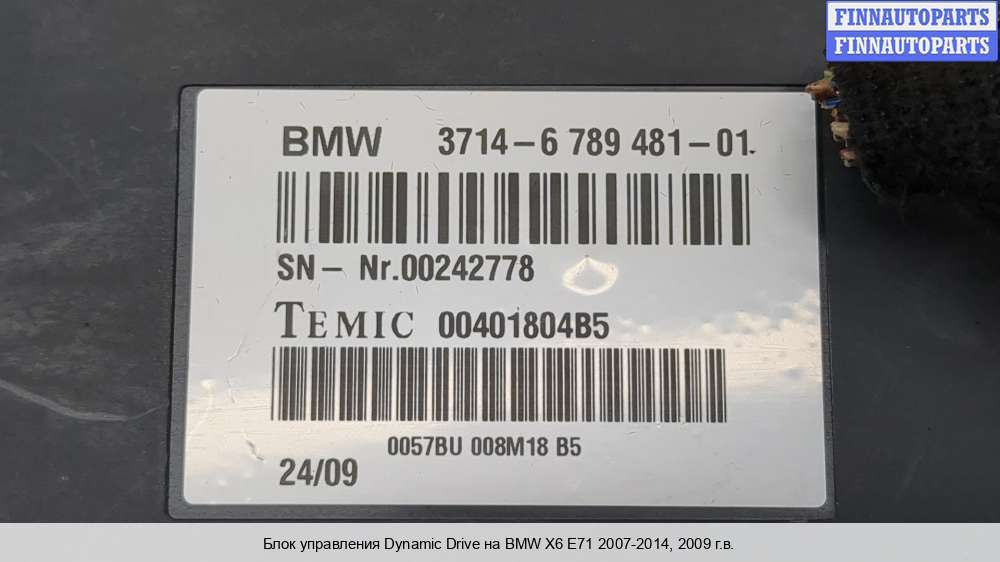 FINNAUTOPARTS
FINNAUTOPARTS
BMW 3714-6 789 481-01
SN- Nr.00242778
TEMIC 00401804B5
0057BU 008M18 B5
24/09
Блок управления Dynamic Drive на BMW X6 E71 2007-2014, 2009 г.в.